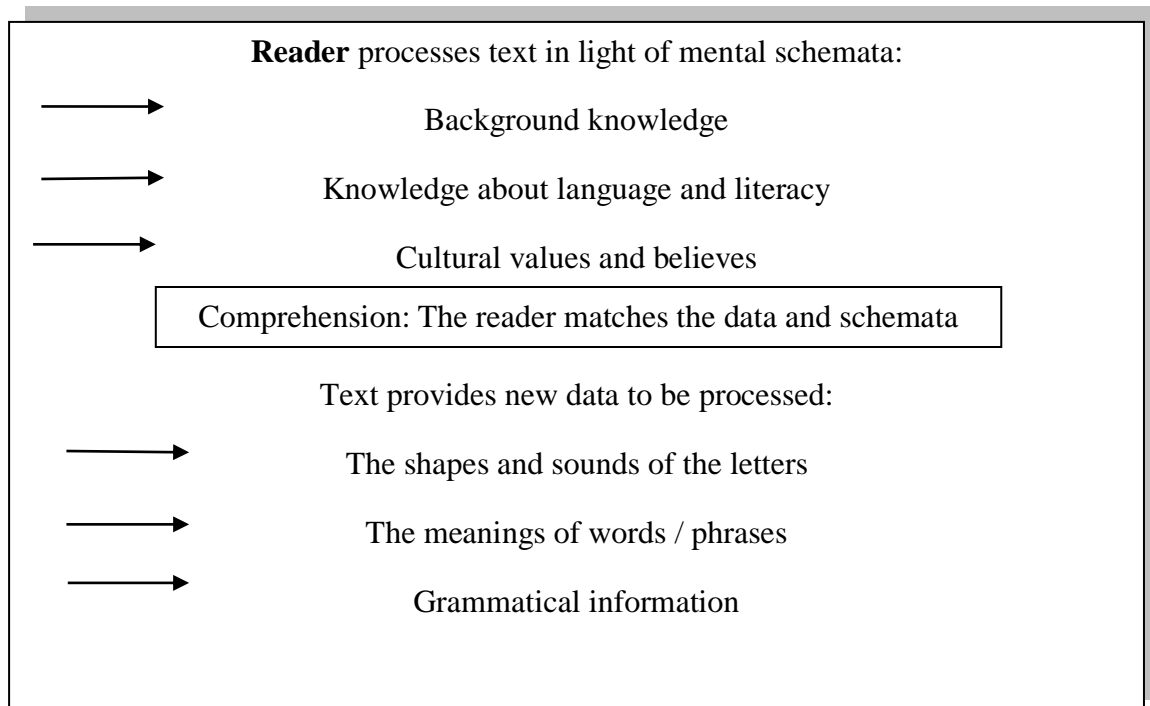 Reader processes text in light of mental schemata:
Background knowledge
Knowledge about language and literacy
Cultural values and believes
Comprehension: The reader matches the data and schemata
Text provides new data to be processed:
The shapes and sounds of the letters
The meanings of words / phrases
Grammatical information